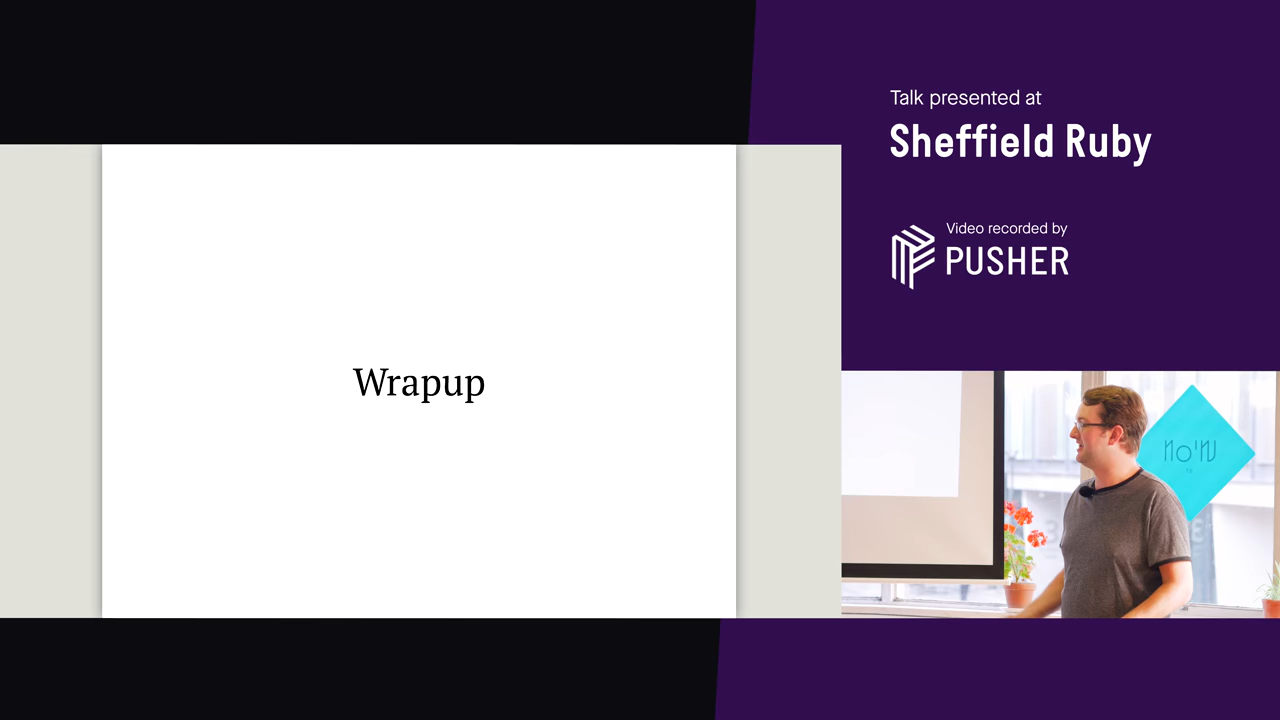 Talk presented at
Sheffield Ruby
Video recorded by
PUSHER
Wrapup